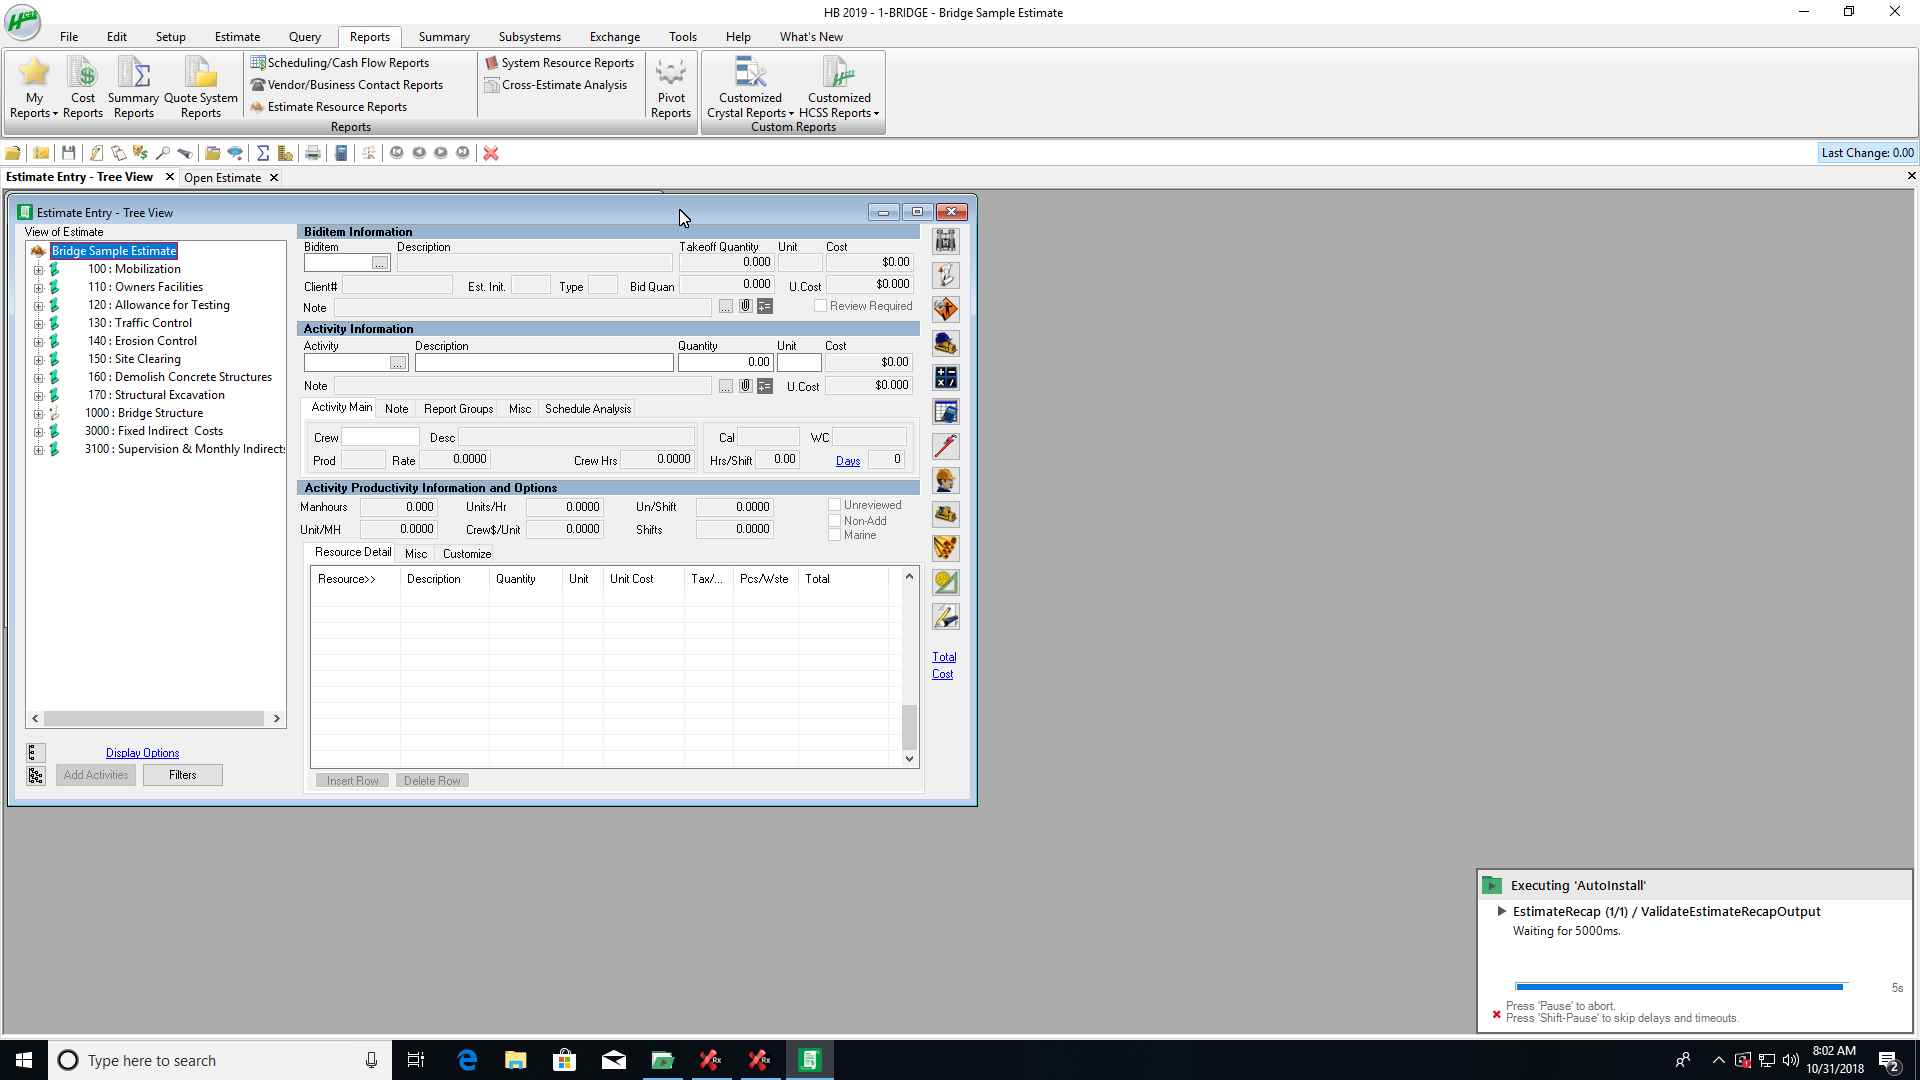 HB 2019 - 1-BRIDGE - Bridge Sample Estimate
File Edit Setup Estimate Query Reports Summary Subsystems Exchange Tools Help What's New
My Reports
Cost Reports
Summary Reports
Quote System Reports
Scheduling/Cash Flow Reports
Vendor/Business Contact Reports
Estimate Resource Reports
Reports
System Resource Reports
Cross-Estimate Analysis
Pivot Reports
Customized Crystal Reports
Customized HCSS Reports
Custom Reports
Last Change: 0.00
Estimate Entry - Tree View
Open Estimate
Estimate Entry - Tree View
View of Estimate
Bridge Sample Estimate
100 : Mobilization
110 : Owners Facilities
120 : Allowance for Testing
130 : Traffic Control
140 : Erosion Control
150 : Site Clearing
160 : Demolish Concrete Structures
170 : Structural Excavation
1000 : Bridge Structure
3000 : Fixed Indirect Costs
3100 : Supervision & Monthly Indirects
Display Options
Add Activities Filters
Biditem Information
Biditem Description Takeoff Quantity Unit Cost
... 0.000 $0.00
Client# Est. Init. Type Bid Quan 0.000 U.Cost $0.000
Note ... Review Required
Activity Information
Activity Description Quantity Unit Cost
... 0.00 $0.00
Note ... U.Cost $0.000
Activity Main Note Report Groups Misc Schedule Analysis
Crew Desc Cal WC
Prod Rate 0.0000 Crew Hrs 0.0000 Hrs/Shift 0.00 Days 0
Activity Productivity Information and Options
Manhours 0.000 Units/Hr 0.0000 Un/Shift 0.0000 Unreviewed
Non-Add
Unit/MH 0.0000 Crew$/Unit 0.0000 Shifts 0.0000 Marine
Resource Detail Misc Customize
Resource>> Description Quantity Unit Unit Cost Tax/... Pcs/Wste Total
Insert Row Delete Row
Total
Cost
Executing 'AutoInstall'
EstimateRecap (1/1) / ValidateEstimateRecapOutput
Waiting for 5000ms.
5s
Press 'Pause' to abort.
Press 'Shift-Pause' to skip delays and timeouts.
Type here to search
8:02 AM
10/31/2018
2